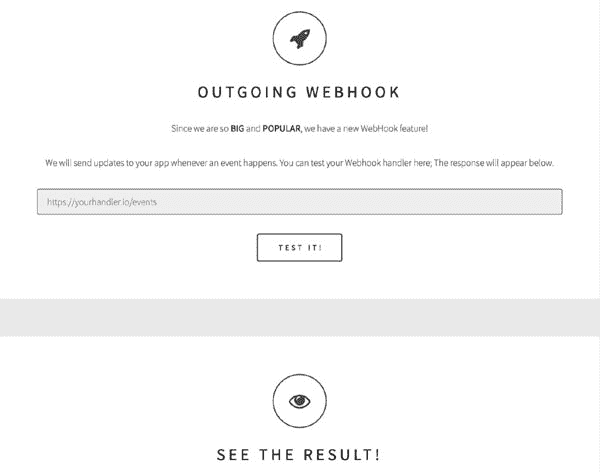 OUTGOING WEBHOOK
Since we are so BIG and POPULAR, we have a new WebHook feature!
We will send updates to your app whenever an event happens. You can test your Webhook handler here; The response will appear below.
https://yourhandler.io/events
TEST IT!
SEE THE RESULT!